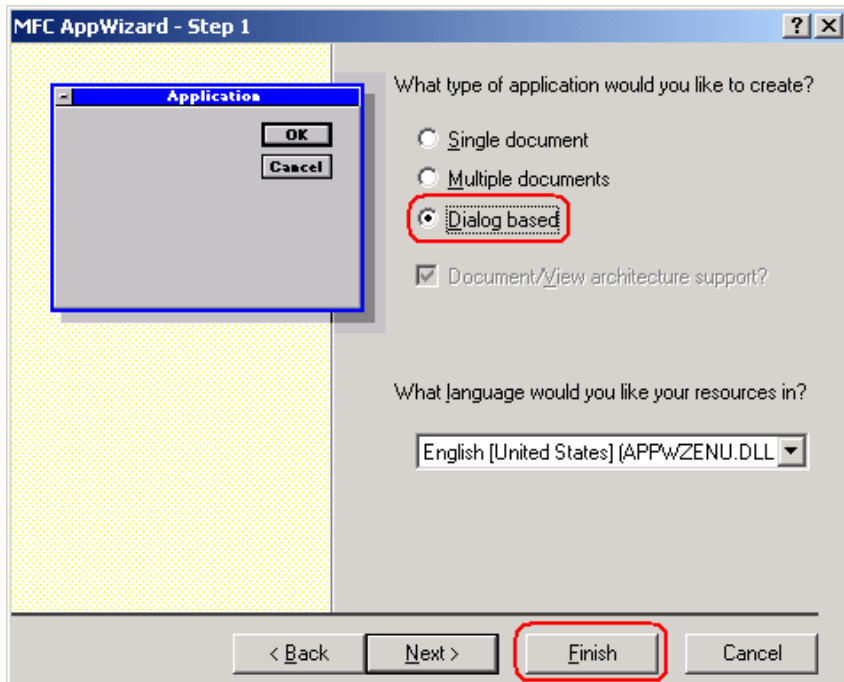 MFC AppWizard - Step 1
Application
OK
Cancel
What type of application would you like to create?
Single document
Multiple documents
Dialog based
Document/View architecture support?
What language would you like your resources in?
English [United States] (APPWZENU.DLL
< Back Next > Finish Cancel